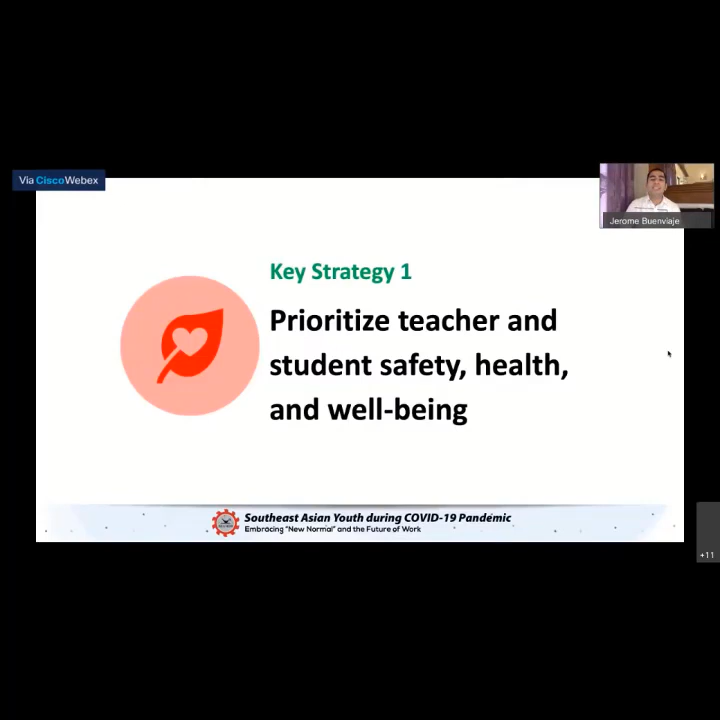 Via CiscoWebex
Jerome Buenviaje
Key Strategy 1
Prioritize teacher and
student safety, health,
and well-being
Southeast Asian Youth during COVID-19 Pandemic
Embracing "New Normal" and the Future of Work
+11